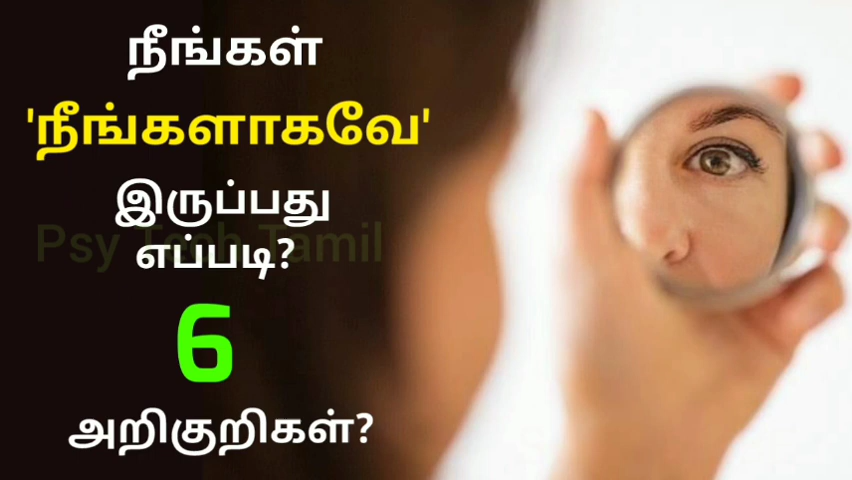 நீங்கள்
'நீங்களாகவே'
இருப்பது
Psy Tech Tamil
எப்படி?
6
அறிகுறிகள்?